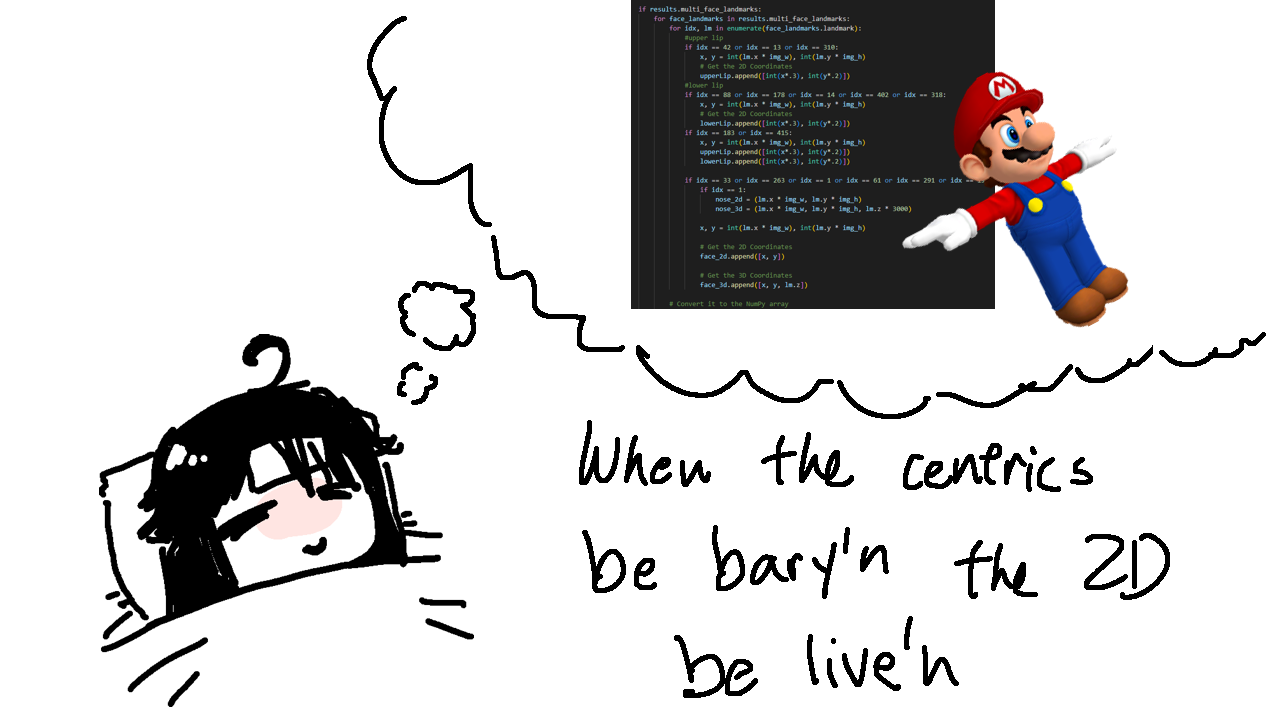 if results.multi_face_landmarks:
for face_landmarks in results.multi_face_landmarks:
for idx, lm in enumerate(face_landmarks.landmark):
#upper lip
if idx == 42 or idx == 13 or idx == 310:
x, y = int(lm.x * img_w), int(lm.y * img_h)
# Get the 2D Coordinates
upperLip.append([int(x*.3), int(y*.2)])
#lower lip
if idx == 88 or idx == 178 or idx == 14 or idx == 402 or idx == 318:
x, y = int(lm.x * img_w), int(lm.y * img_h)
# Get the 2D Coordinates
lowerLip.append([int(x*.3), int(y*.2)])
if idx == 183 or idx == 415:
x, y = int(lm.x * img_w), int(lm.y * img_h)
upperLip.append([int(x*.3), int(y*.2)])
lowerLip.append([int(x*.3), int(y*.2)])
if idx == 33 or idx == 263 or idx == 1 or idx == 61 or idx == 291 or idx ==
if idx == 1:
nose_2d = (lm.x * img_w, lm.y * img_h)
nose_3d = (lm.x * img_w, lm.y * img_h, lm.z * 3000)
x, y = int(lm.x * img_w), int(lm.y * img_h)
# Get the 2D Coordinates
face_2d.append([x, y])
# Get the 3D Coordinates
face_3d.append([x, y, lm.z])
# Convert it to the NumPy array
M
When the centrics
be bary'n the 2D
be live'n